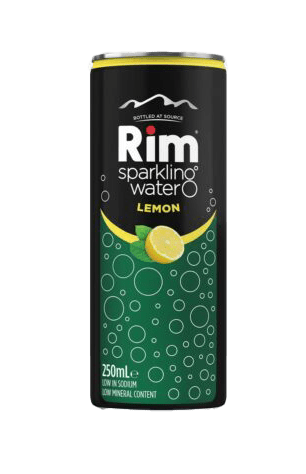 BOTTLED AT SOURCE
Rim
sparkling
water
LEMON
250mL e
LOW IN SODIUM
LOW MINERAL CONTENT